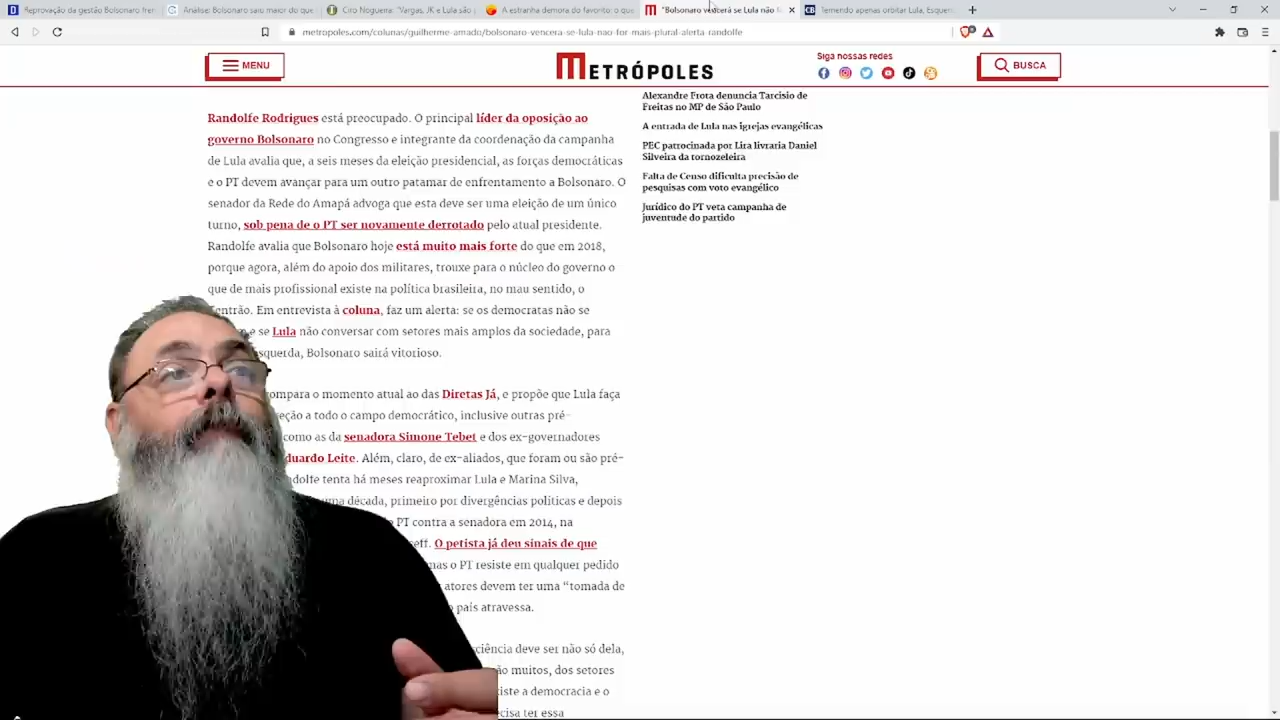 Reprovação da gestão Bolsonaro fren
Análise: Bolsonaro saiu maior do que
Ciro Nogueira: "Vargas, JK e Lula são
A estranha demora do favorito: o qu
"Bolsonaro vencerá se Lula não f
Temendo apenas orbitar Lula, Esquer
metropoles.com/colunas/guilherme-amado/bolsonaro-vencera-se-lula-nao-for-mais-plural-alerta-randolfe
MENU
METRÓPOLES
Siga nossas redes
BUSCA
Randolfe Rodrigues está preocupado. O principal líder da oposição ao
governo Bolsonaro no Congresso e integrante da coordenação da campanha
de Lula avalia que, a seis meses da eleição presidencial, as forças democráticas
e o PT devem avançar para um outro patamar de enfrentamento a Bolsonaro. O
senador da Rede do Amapá advoga que esta deve ser uma eleição de um único
turno, sob pena de o PT ser novamente derrotado pelo atual presidente.
Randolfe avalia que Bolsonaro hoje está muito mais forte do que em 2018,
porque agora, além do apoio dos militares, trouxe para o núcleo do governo o
que de mais profissional existe na política brasileira, no mau sentido, o
entrão. Em entrevista à coluna, faz um alerta: se os democratas não se
e se Lula não conversar com setores mais amplos da sociedade, para
squerda, Bolsonaro sairá vitorioso.
ompara o momento atual ao das Diretas Já, e propõe que Lula faça
eção a todo o campo democrático, inclusive outras pré-
como as da senadora Simone Tebet e dos ex-governadores
duardo Leite. Além, claro, de ex-aliados, que foram ou são pré-
ndolfe tenta há meses reaproximar Lula e Marina Silva,
uma década, primeiro por divergências políticas e depois
PT contra a senadora em 2014, na
eff. O petista já deu sinais de que
mas o PT resiste em qualquer pedido
atores devem ter uma “tomada de
país atravessa.
ciência deve ser não só dela,
ão muitos, dos setores
xiste a democracia e o
cisa ter essa
Alexandre Frota denuncia Tarcisio de
Freitas no MP de São Paulo
A entrada de Lula nas igrejas evangélicas
PEC patrocinada por Lira livraria Daniel
Silveira da tornozeleira
Falta de Censo dificulta precisão de
pesquisas com voto evangélico
Jurídico do PT veta campanha de
juventude do partido